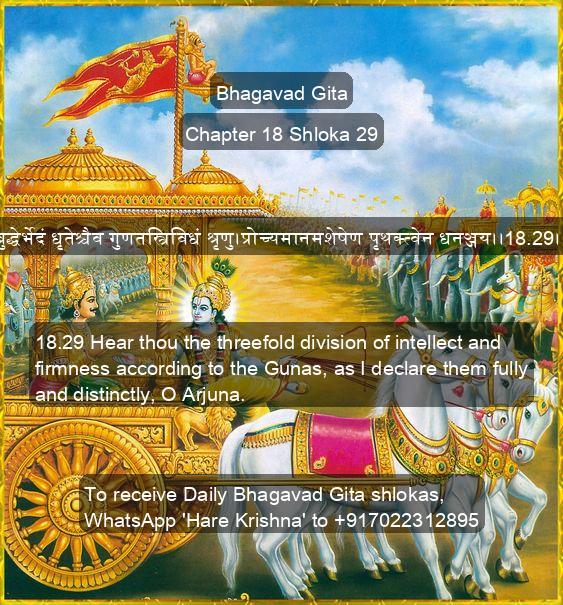 Bhagavad Gita
Chapter 18 Shloka 29
बुद्धेर्भेदं धृतेश्चैव गुणतस्त्रिविधं श्रृणु।प्रोच्यमानमशेषेण पृथक्त्वेन धनञ्जय।।18.29।
18.29 Hear thou the threefold division of intellect and
firmness according to the Gunas, as I declare them fully
and distinctly, O Arjuna.
To receive Daily Bhagavad Gita shlokas,
WhatsApp 'Hare Krishna' to +917022312895